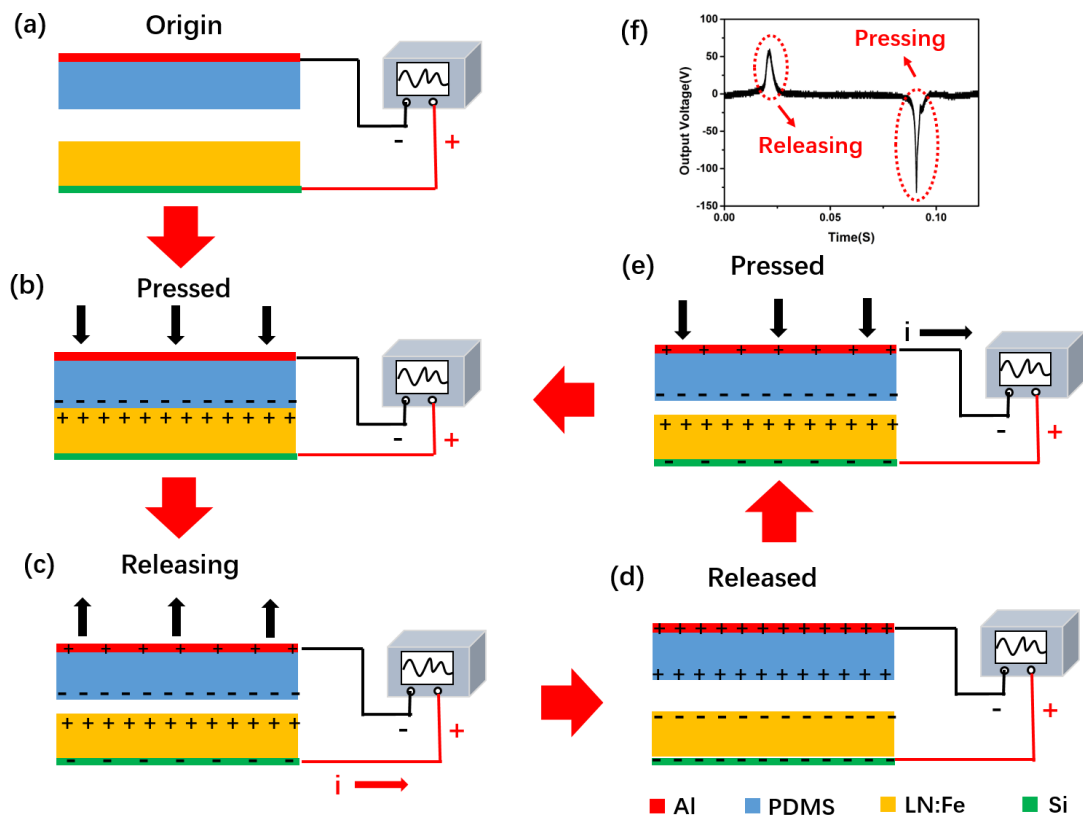 (a)
Origin
-
+
(b)
Pressed
- - - - - - - - - - - -
+ + + + + + + + + + + +
-
+
(c)
Releasing
+ + + + + +
- - - - - - - - - - - -
+ + + + + + + + + + + +
- - - - - -
-
+
i
(f)
Pressing
Releasing
Output Voltage(V)
100
50
0
-50
-100
-150
0.00
0.05
0.10
Time(S)
(e)
Pressed
i
+ + + + + +
- - - - - - - - - - - -
+ + + + + + + + + + + +
- - - - - -
-
+
(d)
Released
+ + + + + + + + + + + +
+ + + + + + + + + + + +
- - - - - - - - - - - -
- - - - - - - - - - - -
-
+
Al
PDMS
LN:Fe
Si